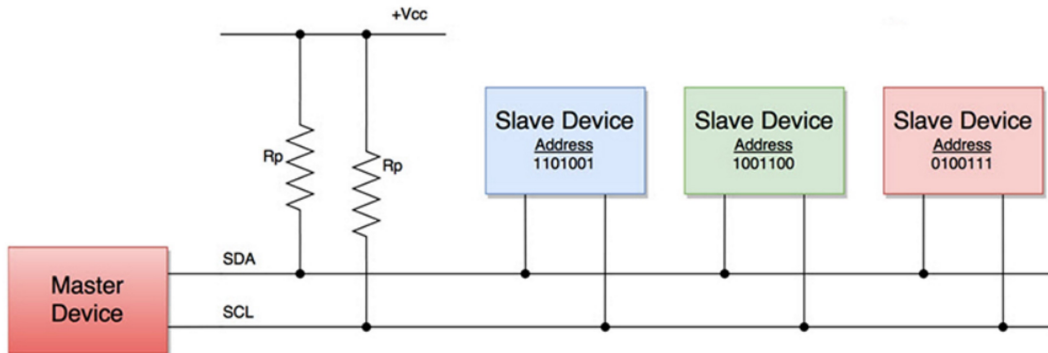 +Vcc
Rp
Rp
Slave Device
Address
1101001
Slave Device
Address
1001100
Slave Device
Address
0100111
SDA
SCL
Master
Device